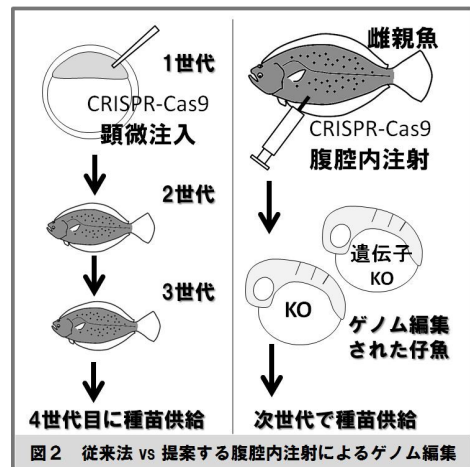 1世代
CRISPR-Cas9
顕微注入
2世代
3世代
4世代目に種苗供給
雌親魚
CRISPR-Cas9
腹腔内注射
遺伝子
KO
KO
ゲノム編集
された仔魚
次世代で種苗供給
図2 従来法 vs 提案する腹腔内注射によるゲノム編集